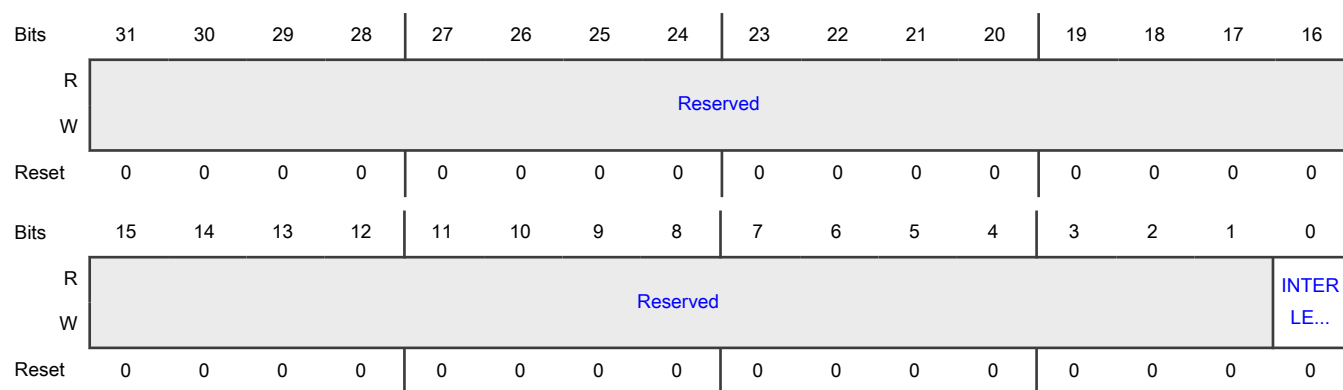 Bits 31 30 29 28 27 26 25 24 23 22 21 20 19 18 17 16
R
Reserved
W
Reset 0 0 0 0 0 0 0 0 0 0 0 0 0 0 0 0
Bits 15 14 13 12 11 10 9 8 7 6 5 4 3 2 1 0
R
Reserved
INTER
LE...
W
Reset 0 0 0 0 0 0 0 0 0 0 0 0 0 0 0 0